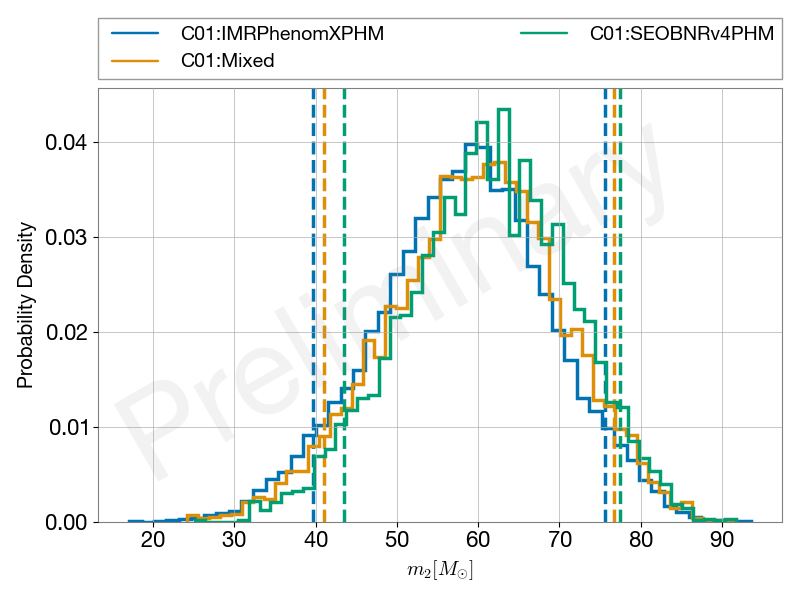 C01:IMRPhenomXPHM
C01:Mixed
C01:SEOBNRv4PHM
Preliminary
Probability Density
0.04
0.03
0.02
0.01
0.00
20 30 40 50 60 70 80 90
m₂[M☉]